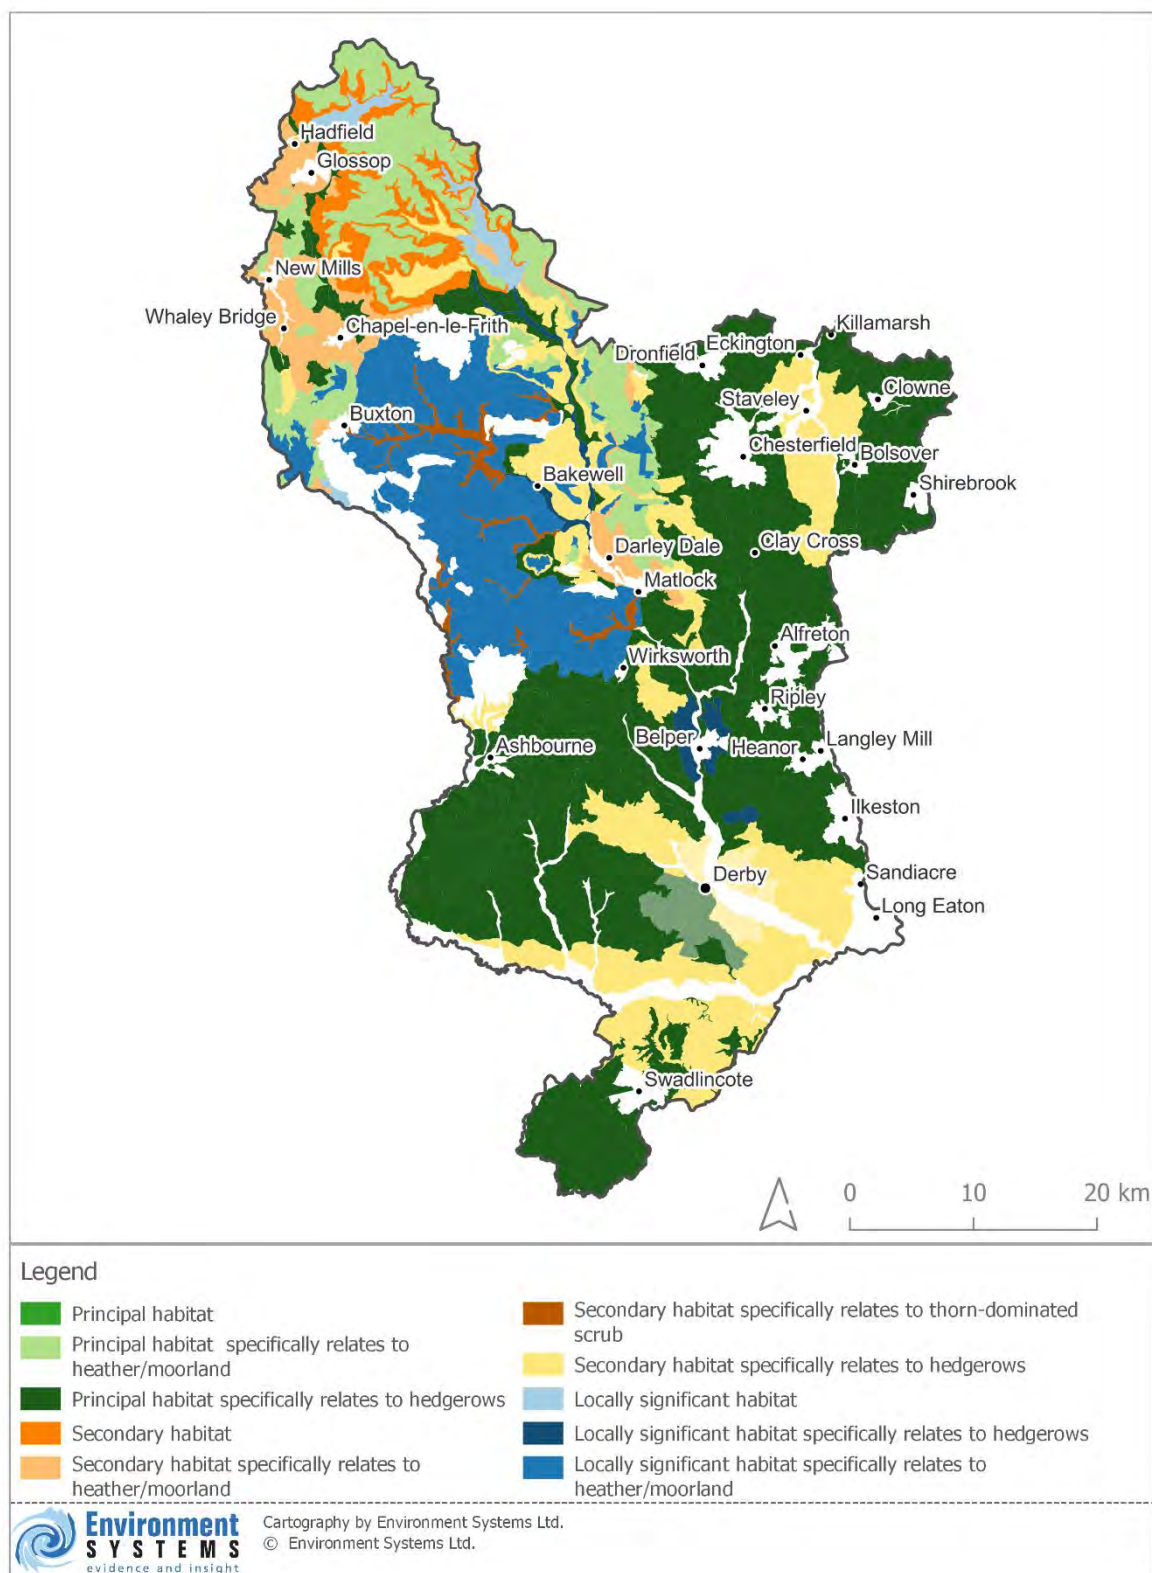 Hadfield
Glossop
New Mills
Whaley Bridge
Chapel-en-le-Frith
Killamarsh
Dronfield
Eckington
Clowne
Staveley
Buxton
Chesterfield
Bolsover
Bakewell
Shirebrook
Darley Dale
Clay Cross
Matlock
Alfreton
Wirksworth
Ripley
Belper
Heanor
Langley Mill
Ashbourne
Ilkeston
Derby
Sandiacre
Long Eaton
Swadlincote
0 10 20 km
Legend
Principal habitat
Principal habitat specifically relates to
heather/moorland
Principal habitat specifically relates to hedgerows
Secondary habitat
Secondary habitat specifically relates to
heather/moorland
Secondary habitat specifically relates to thorn-dominated
scrub
Secondary habitat specifically relates to hedgerows
Locally significant habitat
Locally significant habitat specifically relates to hedgerows
Locally significant habitat specifically relates to
heather/moorland
Environment
SYSTEMS
evidence and insight
Cartography by Environment Systems Ltd.
© Environment Systems Ltd.